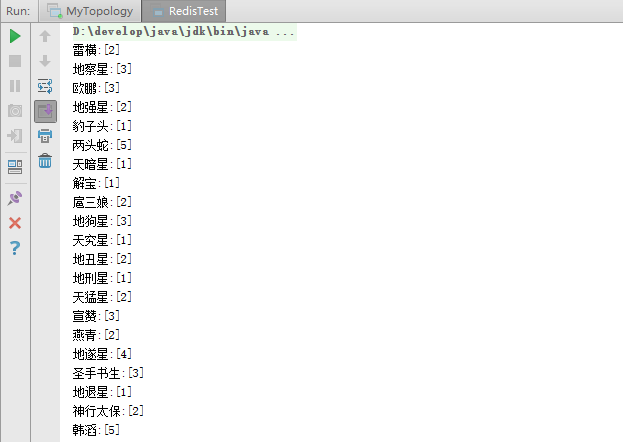 Run: MyTopology RedisTest
D:\develop\java\jdk\bin\java ...
雷横:[2]
地察星:[3]
欧鹏:[3]
地强星:[2]
豹子头:[1]
两头蛇:[5]
天暗星:[1]
解宝:[1]
扈三娘:[2]
地狗星:[3]
天究星:[1]
地丑星:[2]
地刑星:[1]
天猛星:[2]
宣赞:[3]
燕青:[2]
地遂星:[4]
圣手书生:[3]
地退星:[1]
神行太保:[2]
韩滔:[5]